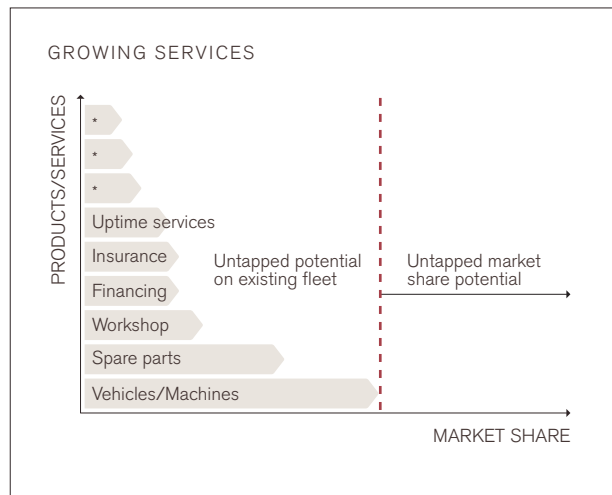 GROWING SERVICES
PRODUCTS/SERVICES
*
*
*
Uptime services
Insurance
Financing
Workshop
Spare parts
Vehicles/Machines
Untapped potential
on existing fleet
Untapped market
share potential
MARKET SHARE